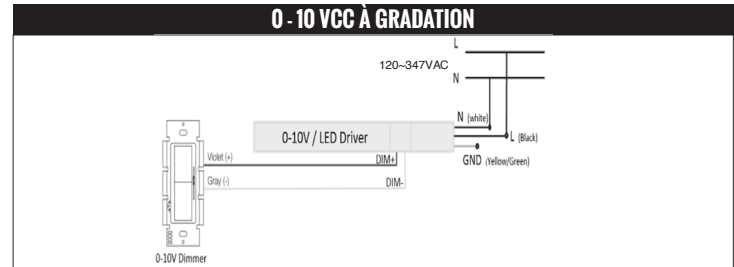 0 - 10 VCC À GRADATION
L
120~347VAC
N
N (white)
0-10V / LED Driver
L (Black)
GND (Yellow/Green)
Violet (+)
DIM+
Gray (-)
DIM-
0-10V Dimmer